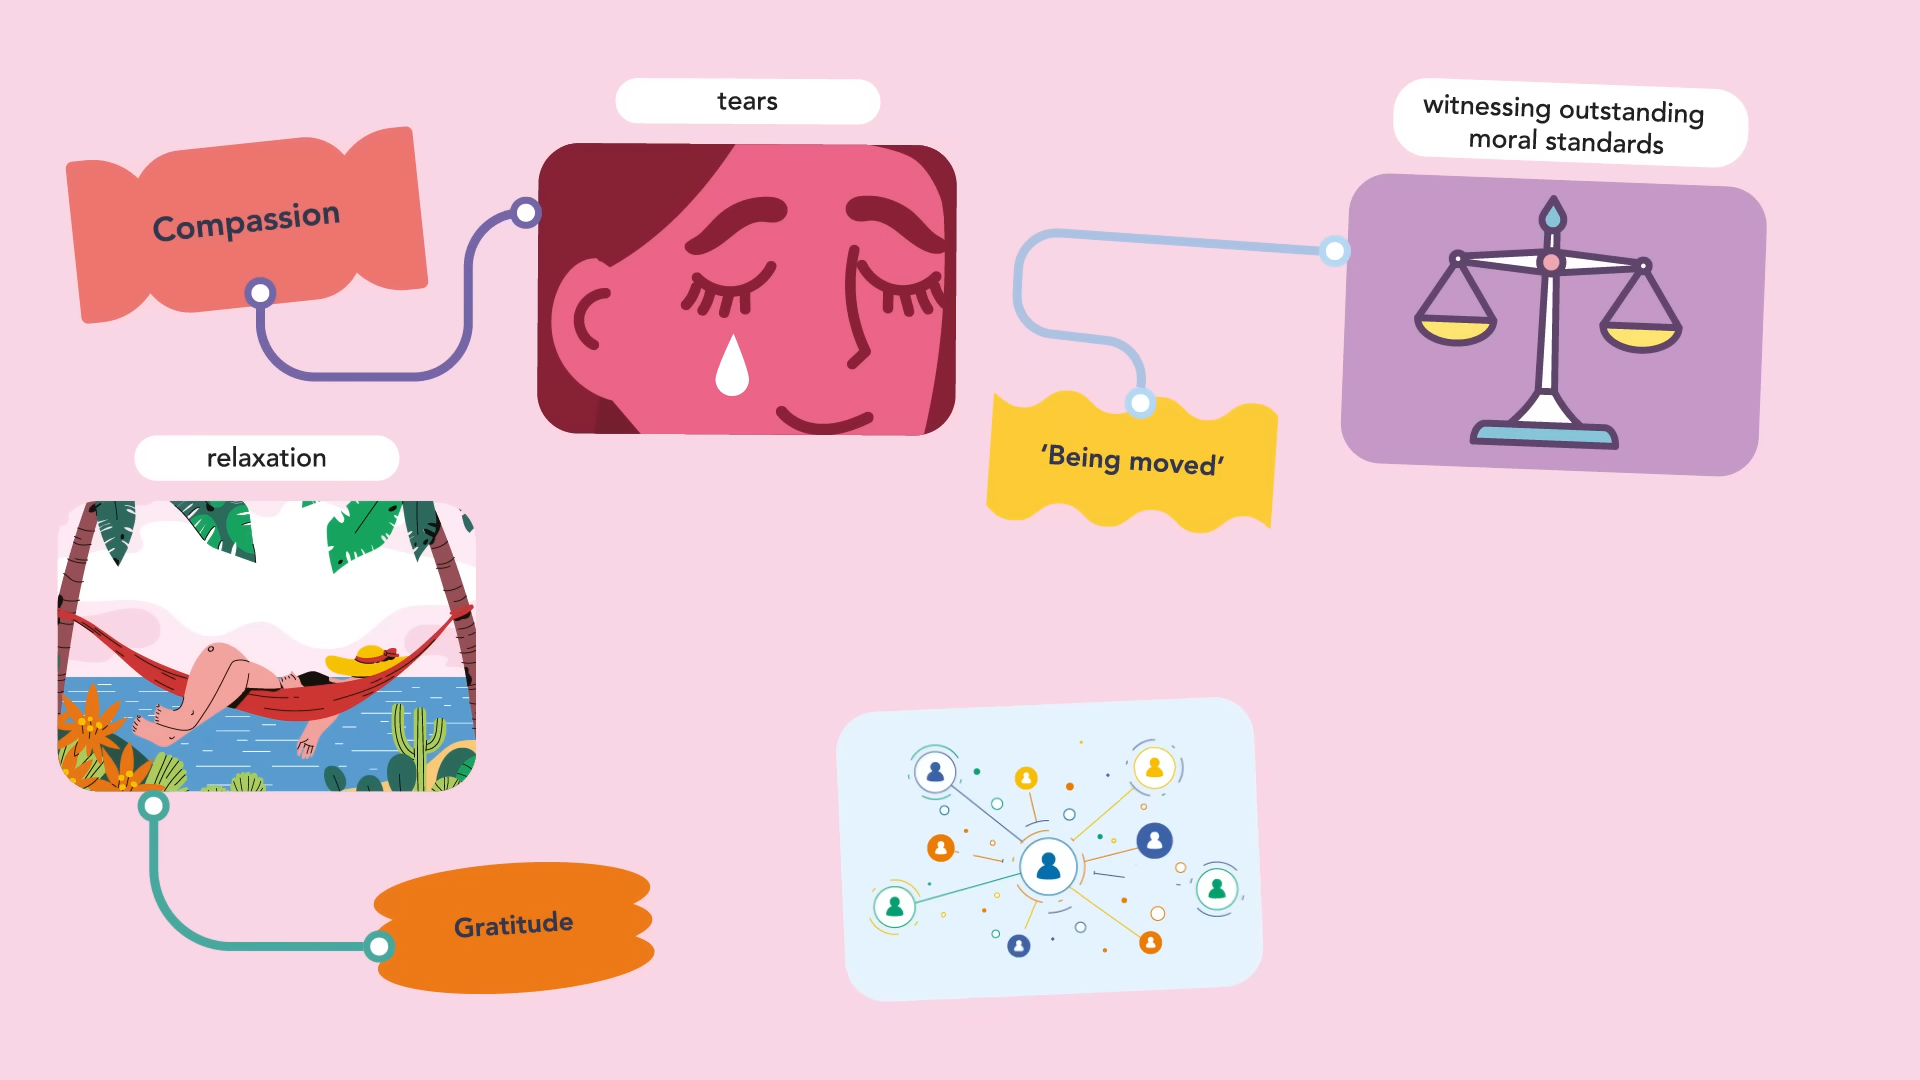 tears
witnessing outstanding
moral standards
Compassion
relaxation
‘Being moved’
Gratitude